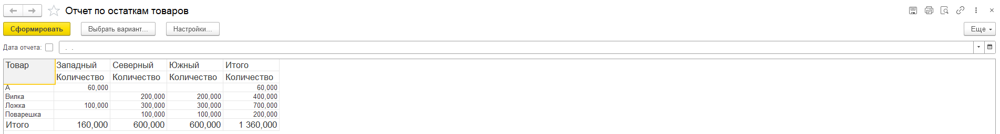 Отчет по остаткам товаров
Сформировать Выбрать вариант... Настройки... Еще
Дата отчета: . .
Товар Западный Северный Южный Итого
Количество Количество Количество Количество
А 60,000 60,000
Вилка 200,000 200,000 400,000
Ложка 100,000 300,000 300,000 700,000
Поварешка 100,000 100,000 200,000
Итого 160,000 600,000 600,000 1 360,000